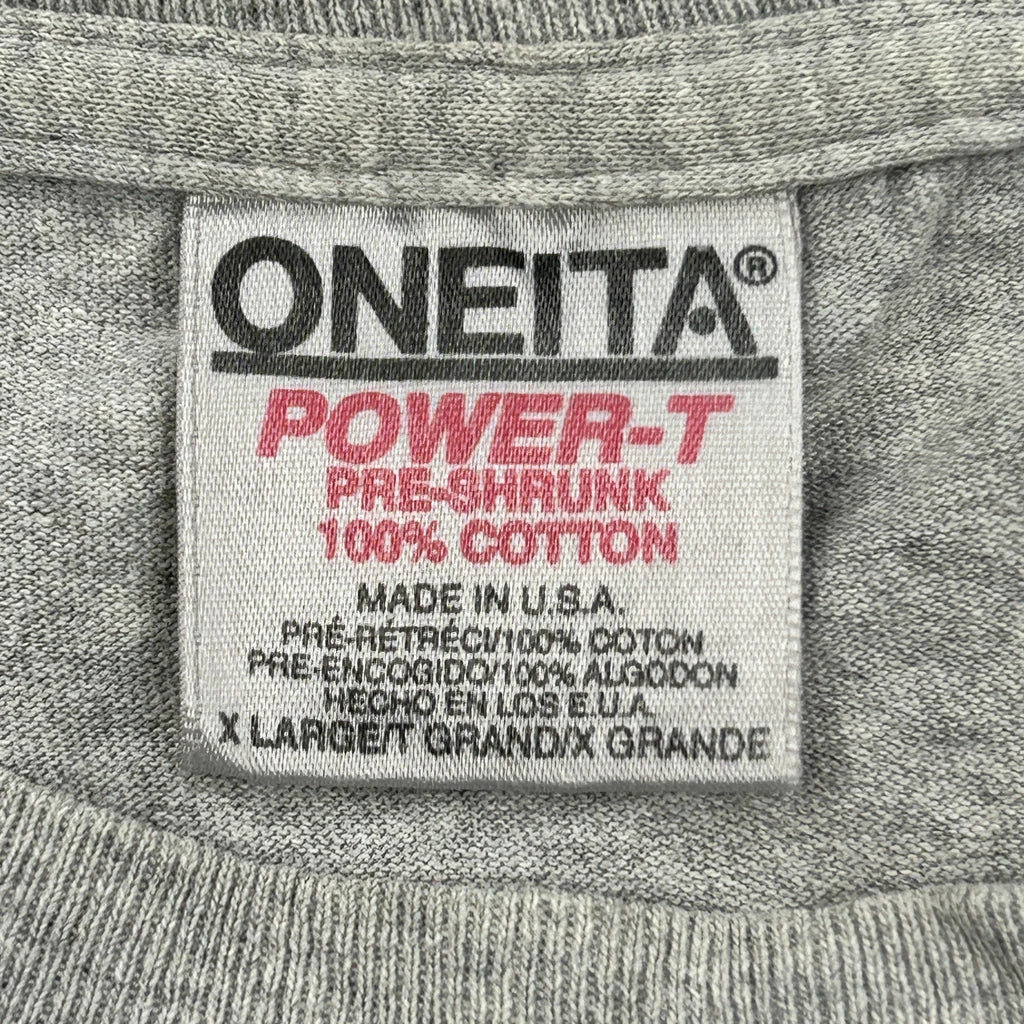 ONEITA®
POWER-T
PRE-SHRUNK
100% COTTON
MADE IN U.S.A.
PRÉ-RÉTRÉCI/100% COTON
PRE-ENCOGIDO/100% ALGODON
HECHO EN LOS E.U.A.
X LARGE/T GRAND/X GRANDE